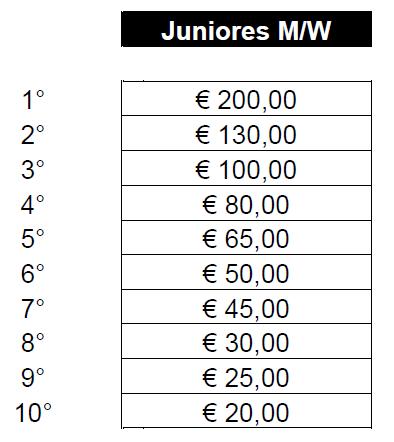 Juniores M/W
1° € 200,00
2° € 130,00
3° € 100,00
4° € 80,00
5° € 65,00
6° € 50,00
7° € 45,00
8° € 30,00
9° € 25,00
10° € 20,00